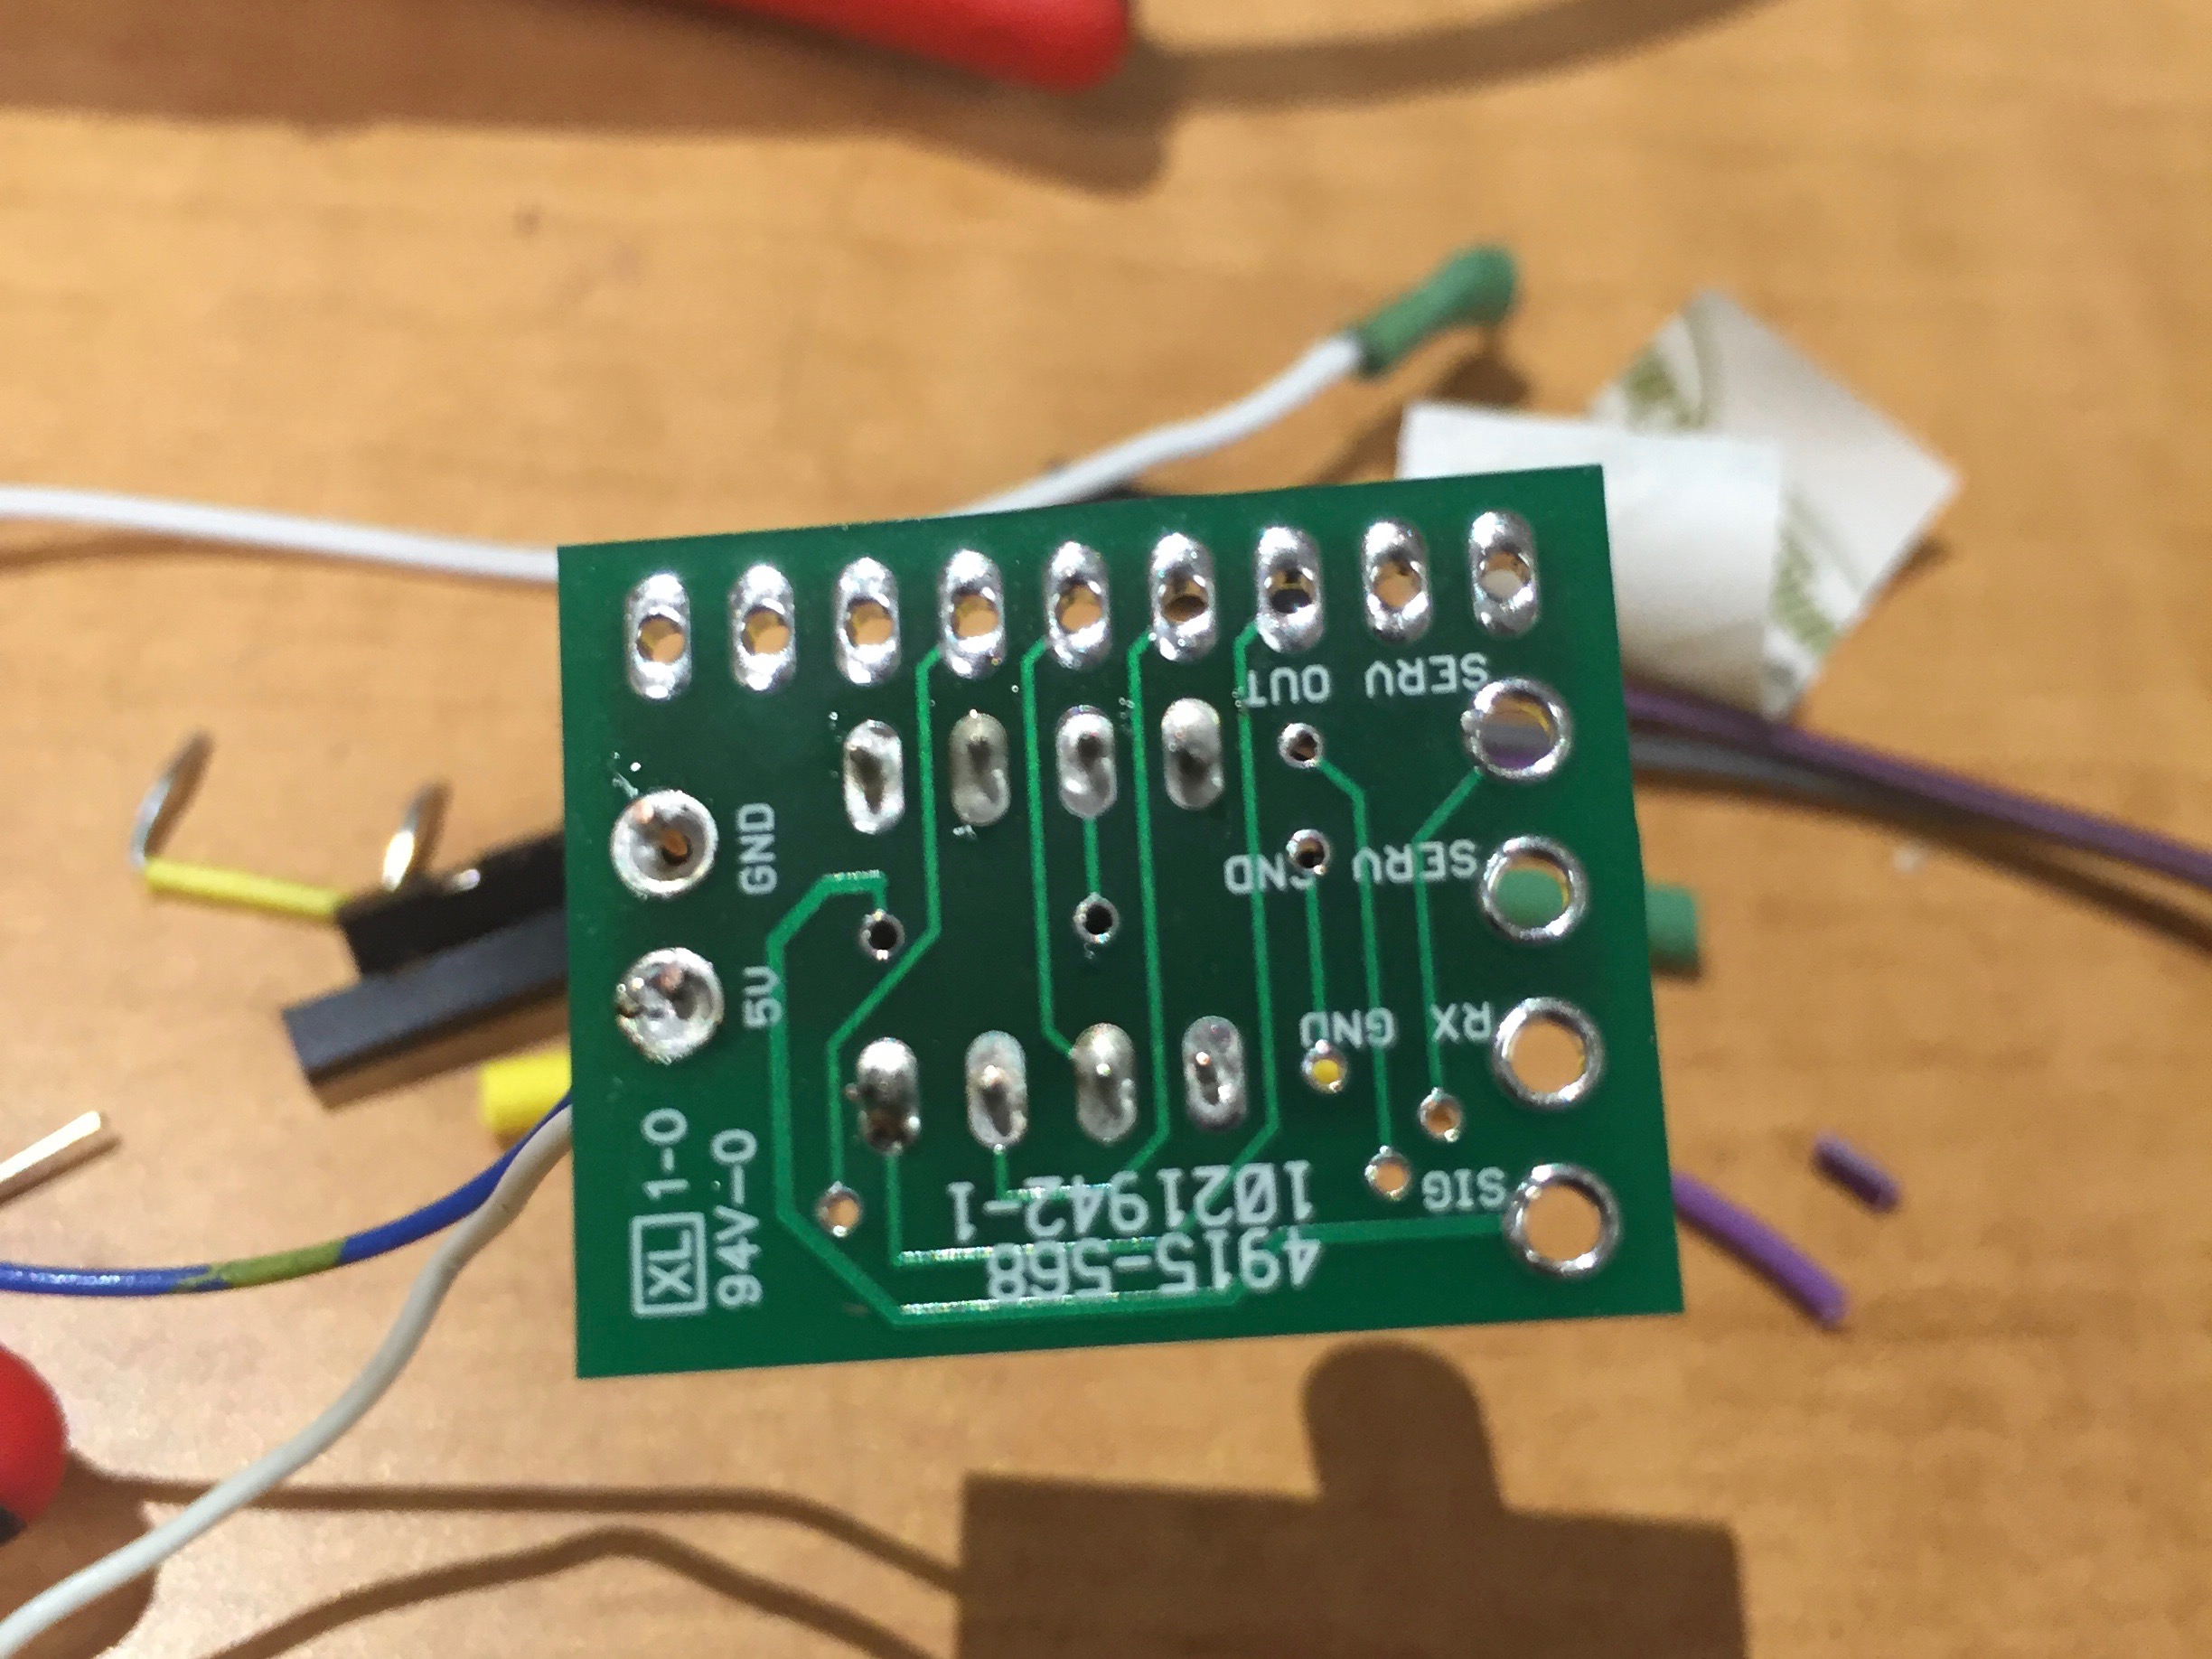 SERV OUT
SERV GND
RX GND
SIG
GND
5V
1021942-1
4915-568
XL 1-0
94V-0